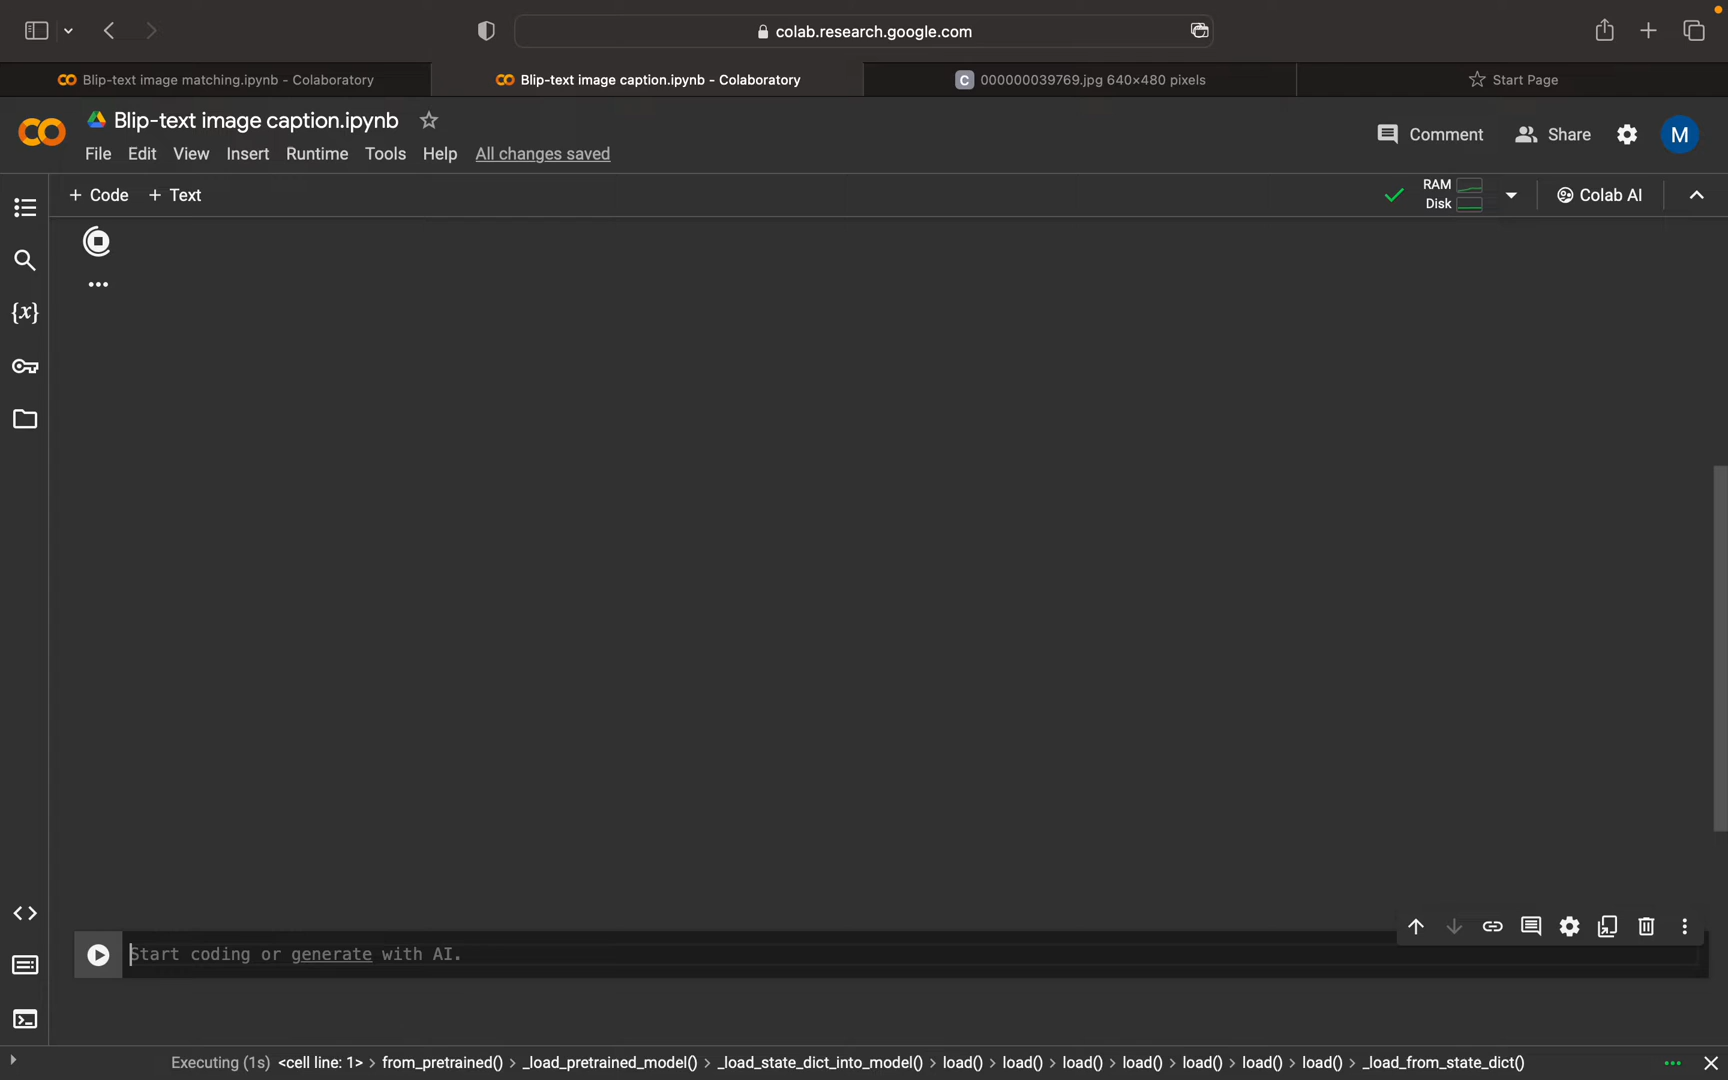 colab.research.google.com
Blip-text image matching.ipynb - Colaboratory
Blip-text image caption.ipynb - Colaboratory
C 000000039769.jpg 640×480 pixels
Start Page
Blip-text image caption.ipynb
Comment Share M
File Edit View Insert Runtime Tools Help All changes saved
+ Code + Text
RAM
Disk
Colab AI
{x}
Start coding or generate with AI.
Executing (1s) <cell line: 1> > from_pretrained() > _load_pretrained_model() > _load_state_dict_into_model() > load() > load() > load() > load() > load() > load() > load() > _load_from_state_dict()